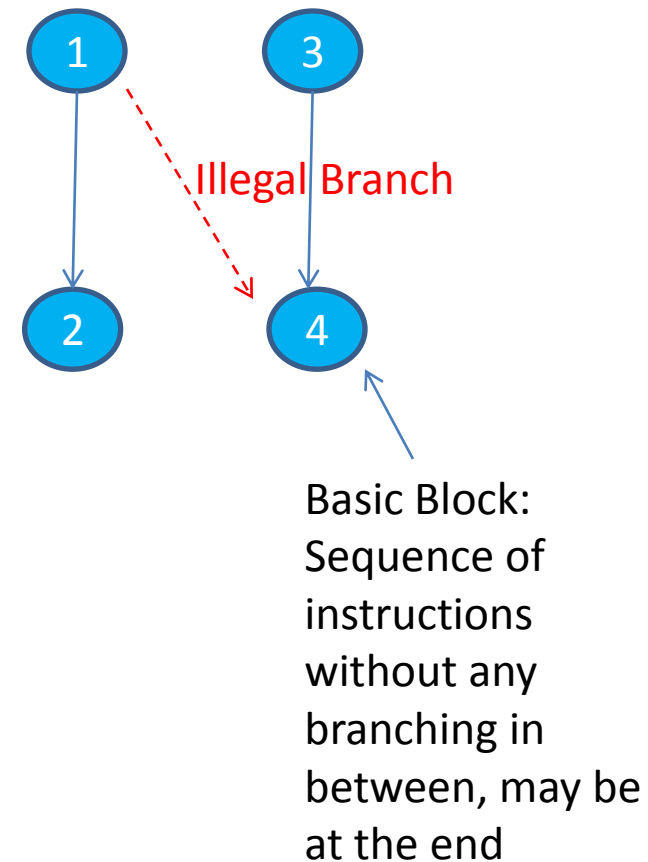 1
3
Illegal Branch
2
4
Basic Block:
Sequence of
instructions
without any
branching in
between, may be
at the end